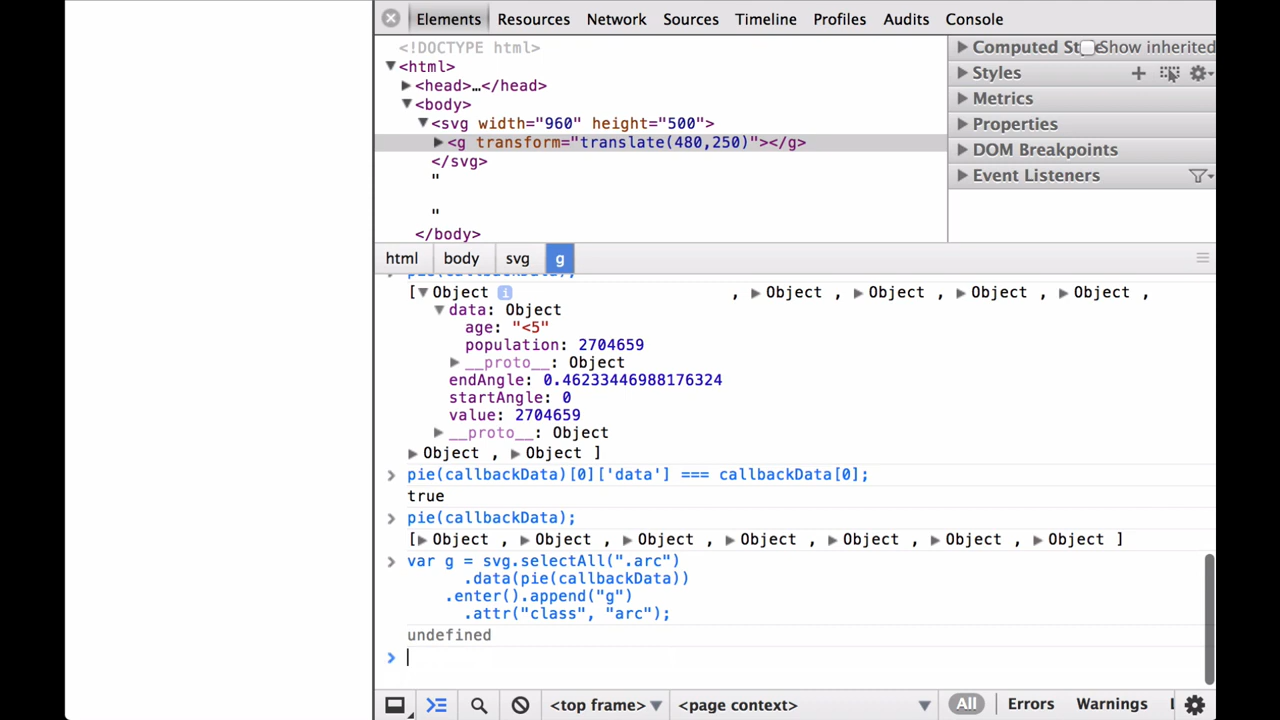 Elements Resources Network Sources Timeline Profiles Audits Console
<!DOCTYPE html>
<html>
<head>…</head>
<body>
<svg width="960" height="500">
<g transform="translate(480,250)"></g>
</svg>
"
"
</body>
Computed Show inherited
Styles
Metrics
Properties
DOM Breakpoints
Event Listeners
html body svg g
pie(callbackData);
[Object , Object , Object , Object , Object ,
data: Object
age: "<5"
population: 2704659
__proto__: Object
endAngle: 0.46233446988176324
startAngle: 0
value: 2704659
__proto__: Object
Object , Object ]
pie(callbackData)[0]['data'] === callbackData[0];
true
pie(callbackData);
[Object , Object , Object , Object , Object , Object , Object ]
var g = svg.selectAll(".arc")
.data(pie(callbackData))
.enter().append("g")
.attr("class", "arc");
undefined
<top frame> <page context> All Errors Warnings